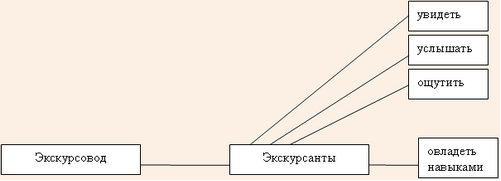 увидеть
услышать
ощутить
Экскурсовод
Экскурсанты
овладеть
навыками